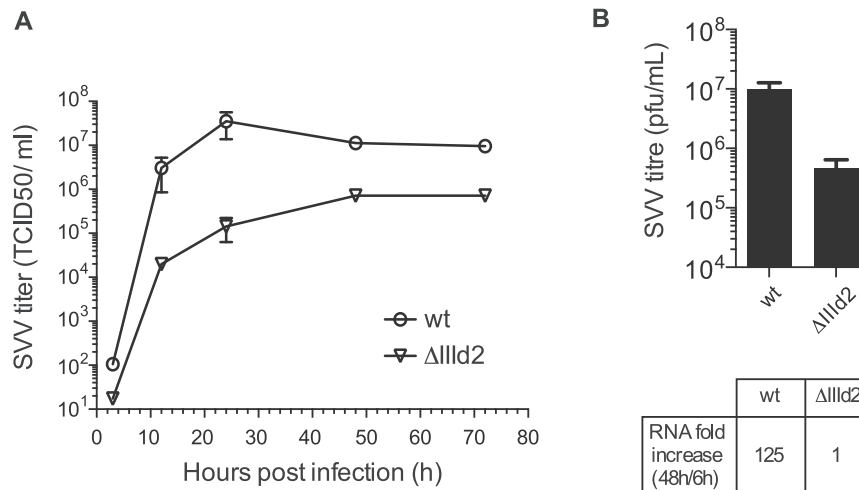 A
SVV titer (TCID50/ ml)
10^8
10^7
10^6
10^5
10^4
10^3
10^2
10^1
0 10 20 30 40 50 60 70 80
Hours post infection (h)
wt
ΔIIId2
B
SVV titre (pfu/mL)
10^8
10^7
10^6
10^5
10^4
wt
ΔIIId2
wt ΔIIId2
RNA fold
increase
(48h/6h)
125 1